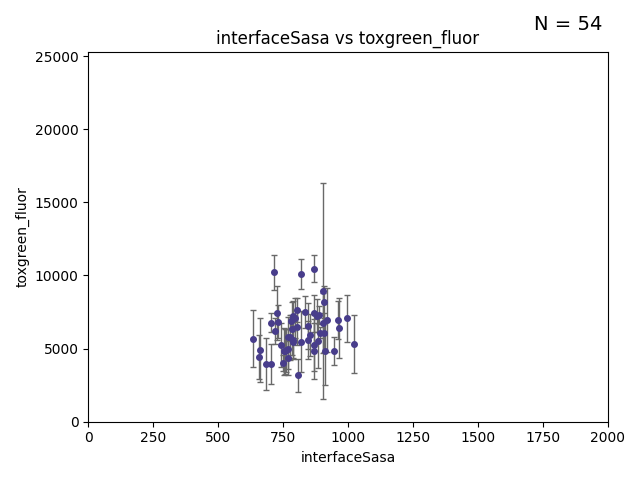 N = 54
interfaceSasa vs toxgreen_fluor
25000
20000
15000
10000
5000
0
toxgreen_fluor
0 250 500 750 1000 1250 1500 1750 2000
interfaceSasa